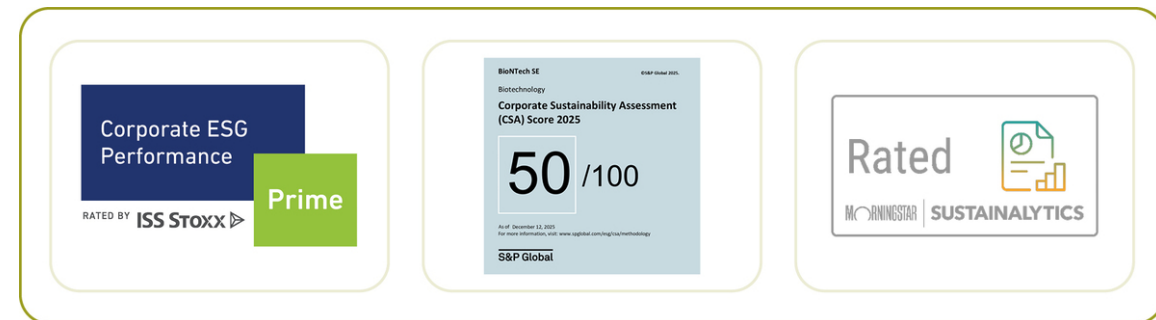 Corporate ESG
Performance
Prime
RATED BY ISS STOXX
BioNTech SE
©S&P Global 2025.
Biotechnology
Corporate Sustainability Assessment
(CSA) Score 2025
50 /100
As of December 12, 2025
For more information, visit: www.spglobal.com/esg/csa/methodology
S&P Global
Rated
MORNINGSTAR | SUSTAINALYTICS